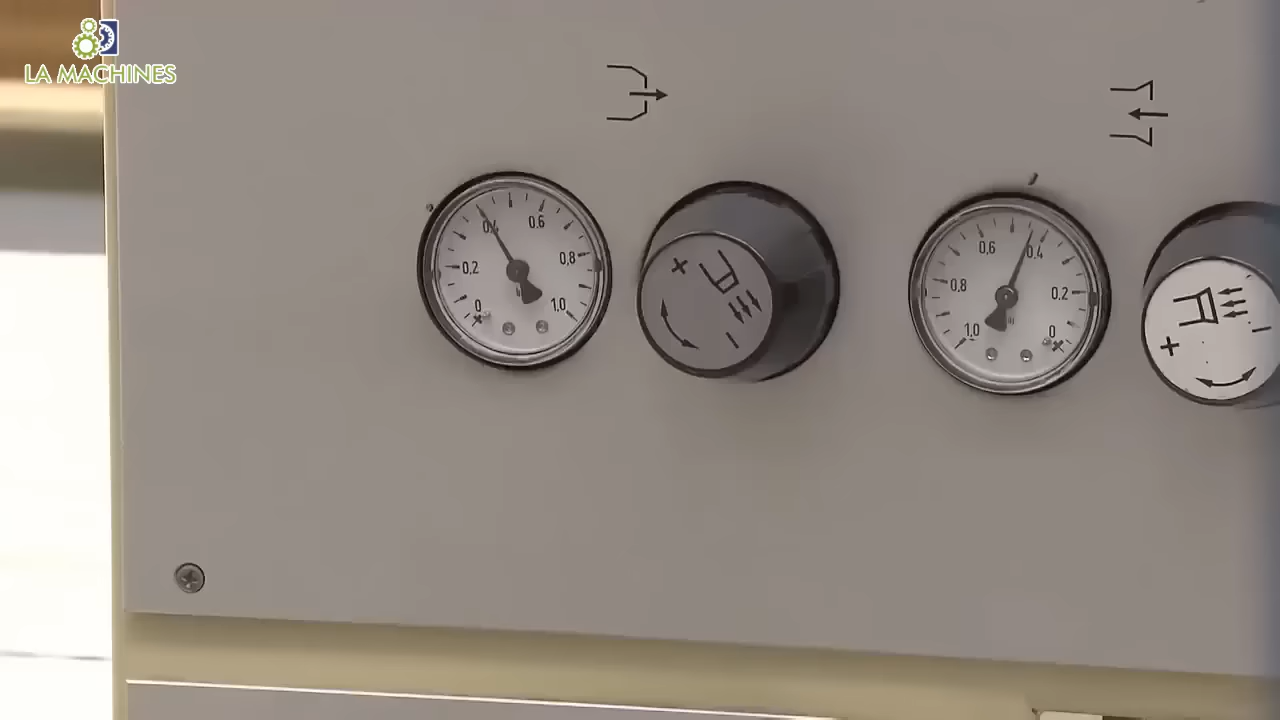 LA MACHINES
0 0,2 0,4 0,6 0,8 1,0
+ -
1,0 0,8 0,6 0,4 0,2 0
+ -